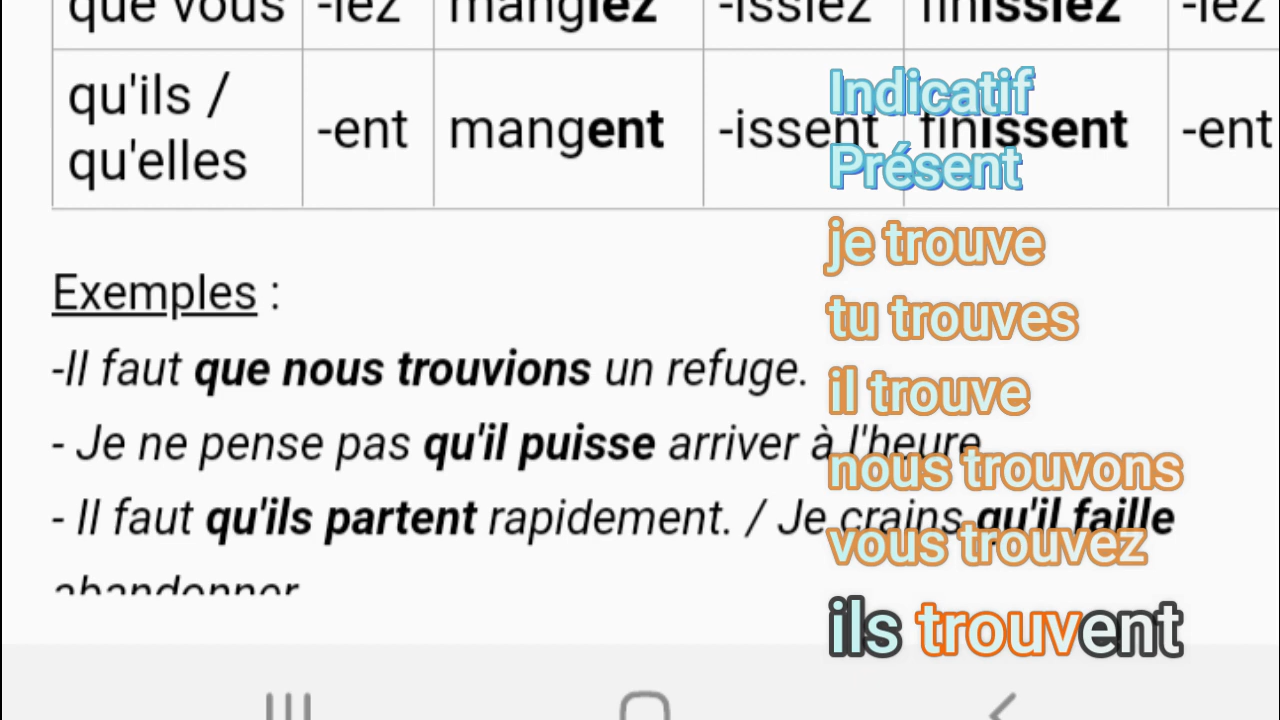 que vous -iez mangiez -issiez finissiez -iez
qu'ils / qu'elles -ent mangent -issent finissent -ent
Exemples :
-Il faut que nous trouvions un refuge.
- Je ne pense pas qu'il puisse arriver à l'heure
- Il faut qu'ils partent rapidement. / Je crains qu'il faille
abandonner
Indicatif
Présent
je trouve
tu trouves
il trouve
nous trouvons
vous trouvez
ils trouvent